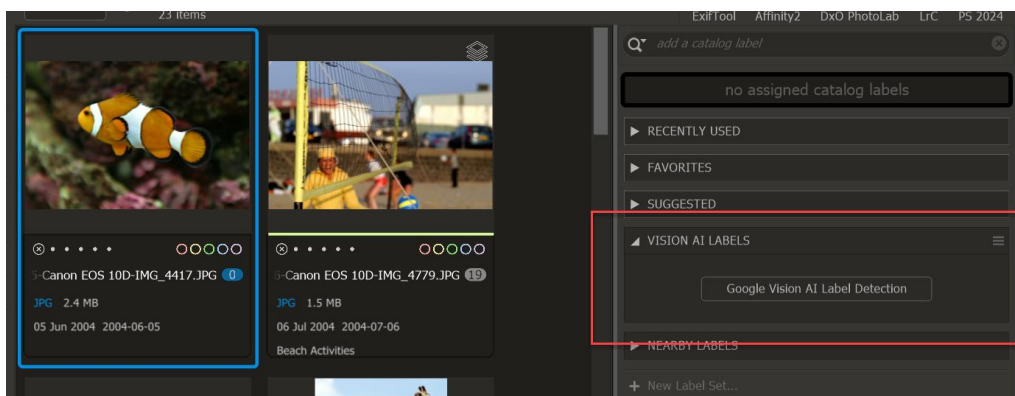 23 items
ExifTool Affinity2 DxO PhotoLab LrC PS 2024
add a catalog label
no assigned catalog labels
RECENTLY USED
FAVORITES
SUGGESTED
VISION AI LABELS
Google Vision AI Label Detection
NEARBY LABELS
+ New Label Set...
-Canon EOS 10D-IMG_4417.JPG 0
JPG 2.4 MB
05 Jun 2004 2004-06-05
-Canon EOS 10D-IMG_4779.JPG 19
JPG 1.5 MB
06 Jul 2004 2004-07-06
Beach Activities